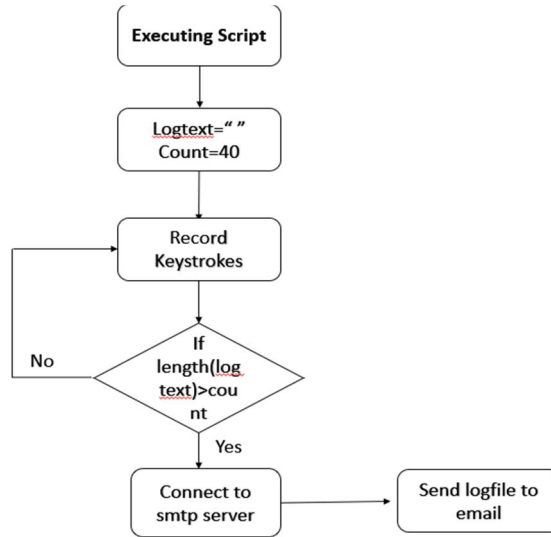 Executing Script
Logtext=“ ”
Count=40
Record
Keystrokes
If
length(log
text)>cou
nt
No
Yes
Connect to
smtp server
Send logfile to
email